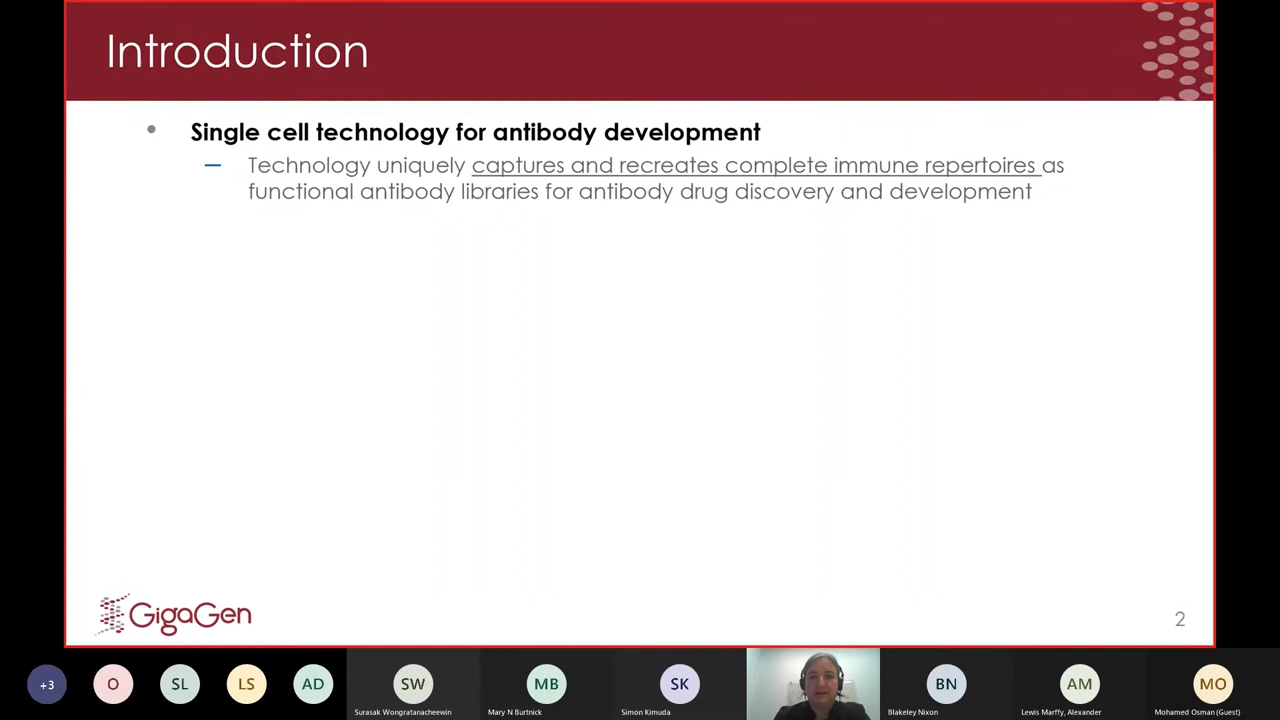 Introduction
Single cell technology for antibody development
Technology uniquely captures and recreates complete immune repertoires as
functional antibody libraries for antibody drug discovery and development
GigaGen
2
+3
O
SL
LS
AD
SW
MB
SK
BN
AM
MO
Surasak Wongratanacheewin
Mary N Burtnick
Simon Kimuda
Blakeley Nixon
Lewis Marffy, Alexander
Mohamed Osman (Guest)